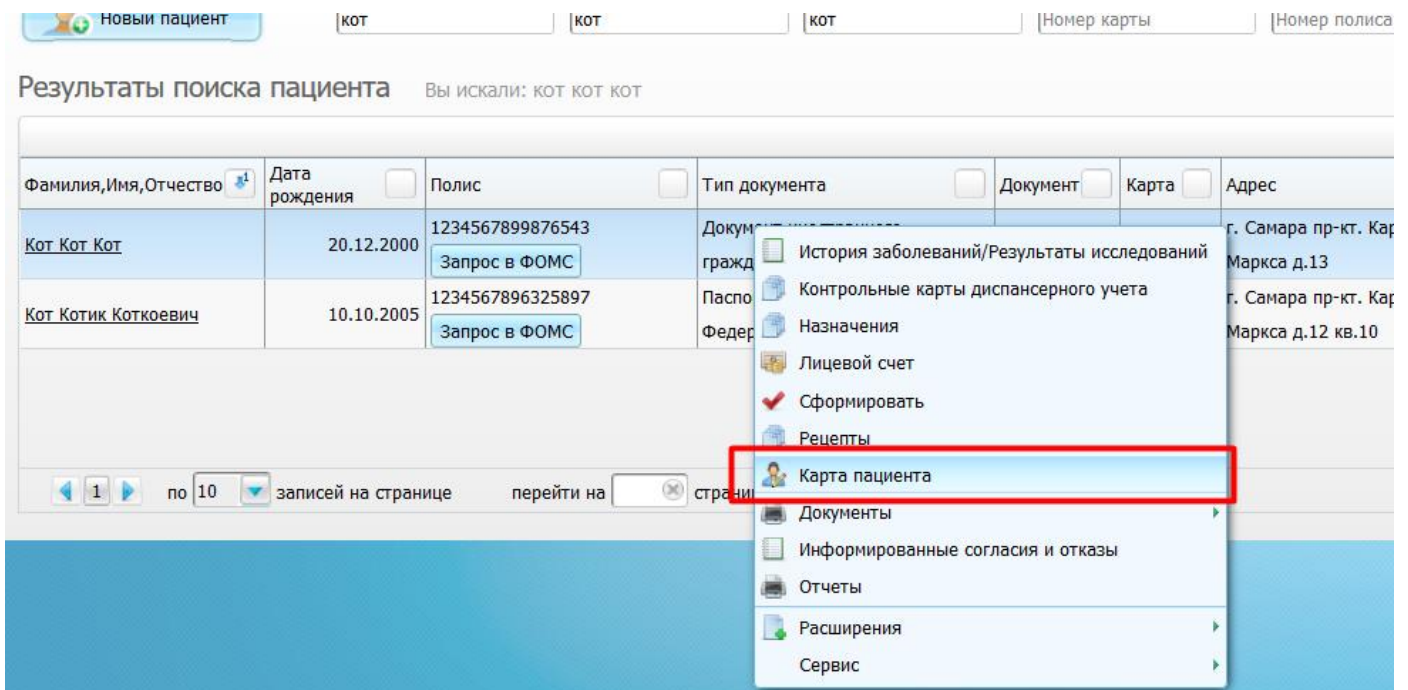 Новый пациент
кот
кот
кот
Номер карты
Номер полиса
Результаты поиска пациента Вы искали: кот кот кот
Фамилия,Имя,Отчество 1
Дата рождения
Полис
Тип документа
Документ
Карта
Адрес
Кот Кот Кот
20.12.2000
1234567899876543
Запрос в ФОМС
г. Самара пр-кт.
Маркса д.13
Кот Котик Коткоевич
10.10.2005
1234567896325897
Запрос в ФОМС
г. Самара пр-кт.
Маркса д.12 кв.10
1
по 10 записей на странице
перейти на
История заболеваний/Результаты исследований
Контрольные карты диспансерного учета
Назначения
Лицевой счет
Сформировать
Рецепты
Карта пациента
Документы
Информированные согласия и отказы
Отчеты
Расширения
Сервис